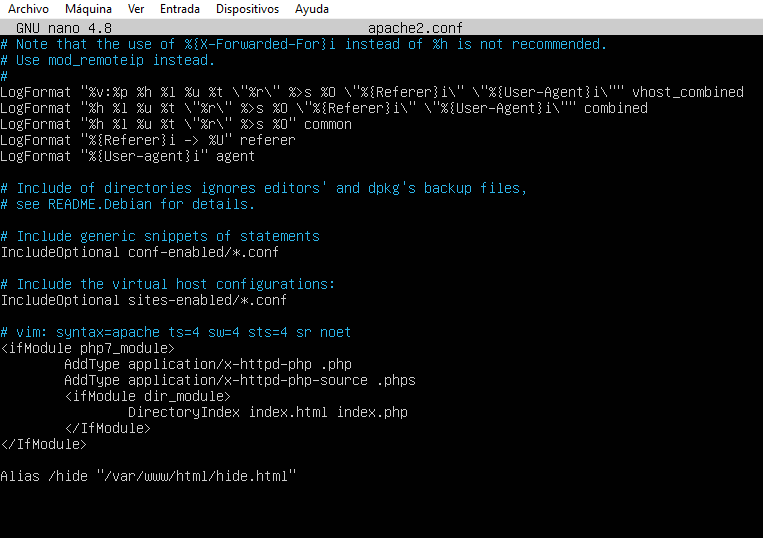 Archivo Máquina Ver Entrada Dispositivos Ayuda
GNU nano 4.8 apache2.conf
# Note that the use of %{X-Forwarded-For}i instead of %h is not recommended.
# Use mod_remoteip instead.
#
LogFormat "%v:%p %h %l %u %t \"%r\" %>s %O \"%{Referer}i\" \"%{User-Agent}i\"" vhost_combined
LogFormat "%h %l %u %t \"%r\" %>s %O \"%{Referer}i\" \"%{User-Agent}i\"" combined
LogFormat "%h %l %u %t \"%r\" %>s %O" common
LogFormat "%{Referer}i -> %U" referer
LogFormat "%{User-agent}i" agent
# Include of directories ignores editors' and dpkg's backup files,
# see README.Debian for details.
# Include generic snippets of statements
IncludeOptional conf-enabled/*.conf
# Include the virtual host configurations:
IncludeOptional sites-enabled/*.conf
# vim: syntax=apache ts=4 sw=4 sts=4 sr noet
<ifModule php7_module>
AddType application/x-httpd-php .php
AddType application/x-httpd-php-source .phps
<ifModule dir_module>
DirectoryIndex index.html index.php
</IfModule>
</IfModule>
Alias /hide "/var/www/html/hide.html"